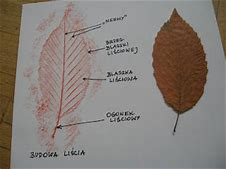 „NERWY"
BRZEG
BLASZKI
LIŚCIOWEJ
BLASZKA
LIŚCIOWA
OGONEK
LIŚCIOWY
BUDOWA LIŚCIA